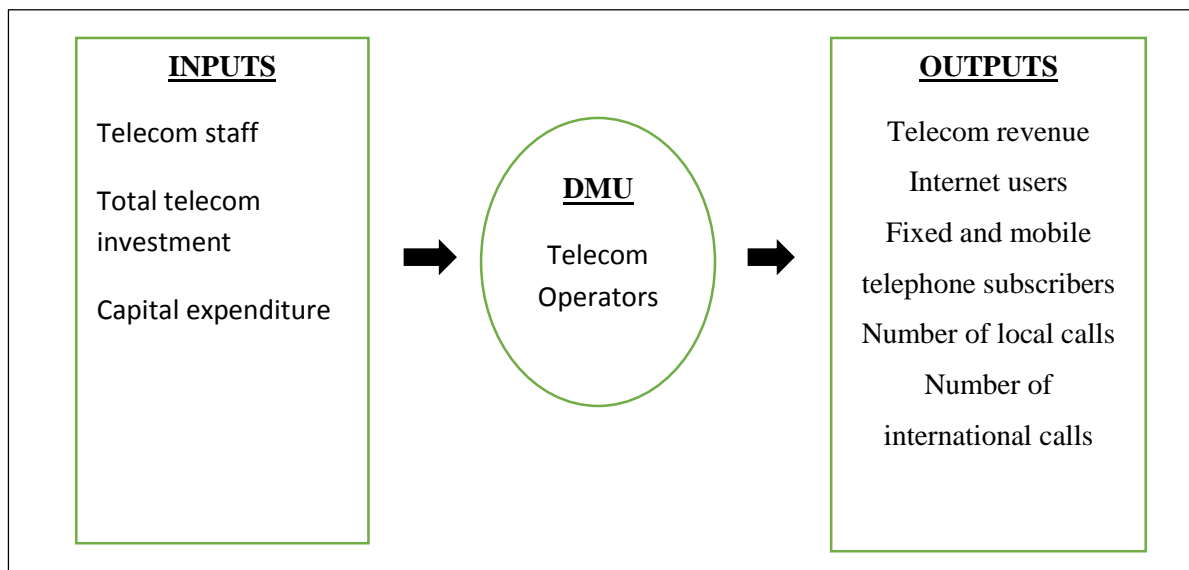 INPUTS
Telecom staff
Total telecom
investment
Capital expenditure
DMU
Telecom
Operators
OUTPUTS
Telecom revenue
Internet users
Fixed and mobile
telephone subscribers
Number of local calls
Number of
international calls